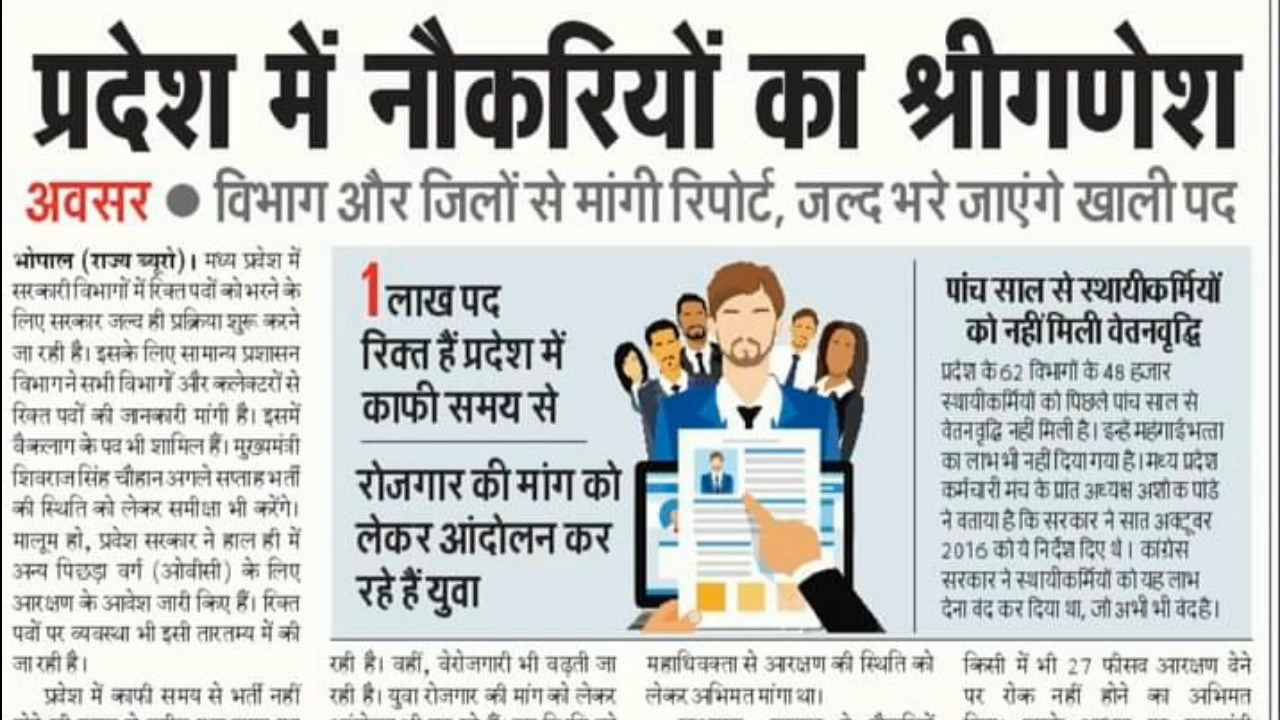 प्रदेश में नौकरियों का श्रीगणेश
अवसर ● विभाग और जिलों से मांगी रिपोर्ट, जल्द भरे जाएंगे खाली पद
भोपाल (राज्य ब्यूरो)। मध्य प्रदेश में
सरकारी विभागों में रिक्त पदों को भरने के
लिए सरकार जल्द ही प्रक्रिया शुरू करने
जा रही है। इसके लिए सामान्य प्रशासन
विभाग ने सभी विभागों और कलेक्टरों से
रिक्त पदों की जानकारी मांगी है। इसमें
बैकलाग के पद भी शामिल हैं। मुख्यमंत्री
शिवराज सिंह चौहान अगले सप्ताह भर्ती
की स्थिति को लेकर समीक्षा भी करेंगे।
मालूम हो, प्रदेश सरकार ने हाल ही में
अन्य पिछड़ा वर्ग (ओबीसी) के लिए
आरक्षण के आदेश जारी किए हैं। रिक्त
पदों पर व्यवस्था भी इसी तारतम्य में की
जा रही है।
प्रदेश में काफी समय से भर्ती नहीं
1 लाख पद
रिक्त हैं प्रदेश में
काफी समय से
रोजगार की मांग को
लेकर आंदोलन कर
रहे हैं युवा
पांच साल से स्थायीकर्मियों
को नहीं मिली वेतनवृद्धि
प्रदेश के 62 विभागों के 48 हजार
स्थायीकर्मियों को पिछले पांच साल से
वेतनवृद्धि नहीं मिली है। इन्हें महंगाई भत्ता
का लाभ भी नहीं दिया गया है। मध्य प्रदेश
कर्मचारी मंच के प्रांत अध्यक्ष अशोक पांडे
ने बताया है कि सरकार ने सात अक्टूबर
2016 को ये निर्देश दिए थे। कांग्रेस
सरकार ने स्थायीकर्मियों को यह लाभ
देना बंद कर दिया था, जो अभी भी बंद है।
रही है। वहीं, बेरोजगारी भी बढ़ती जा
रही है। युवा रोजगार की मांग को लेकर
महाधिवक्ता से आरक्षण की स्थिति को
लेकर अभिमत मांगा था।
किसी में भी 27 फीसद आरक्षण देने
पर रोक नहीं होने का अभिमत